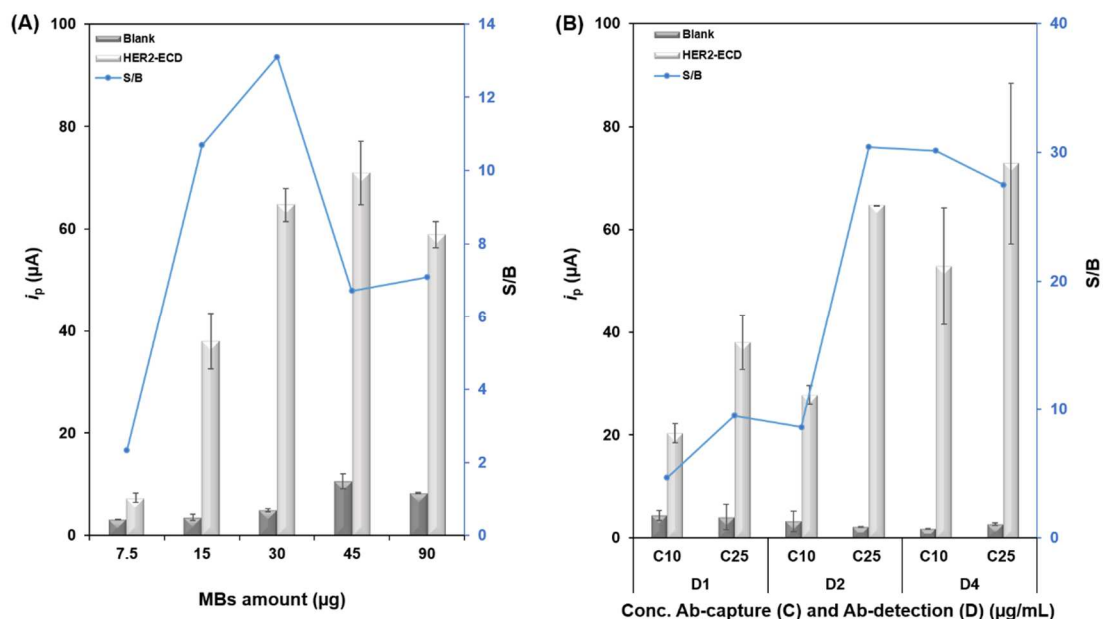 (A)
100
80
60
40
20
0
iₚ (µA)
Blank
HER2-ECD
S/B
14
12
10
8
6
4
2
0
S/B
7.5 15 30 45 90
MBs amount (µg)
(B)
100
80
60
40
20
0
iₚ (µA)
Blank
HER2-ECD
S/B
40
30
20
10
0
S/B
C10 C25 C10 C25 C10 C25
D1 D2 D4
Conc. Ab-capture (C) and Ab-detection (D) (µg/mL)